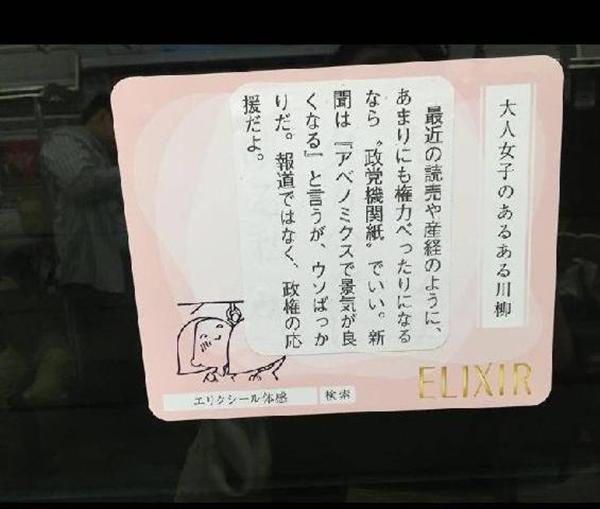 大人女子のあるある川柳
最近の読売や産経のように、
あまりにも権力べったりになる
なら〝政党機関紙〟でいい。新
聞は『アベノミクスで景気が良
くなる』と言うが、ウソばっか
りだ。報道ではなく、政権の応
援だよ。
エリクシール体感 検索
ELIXIR